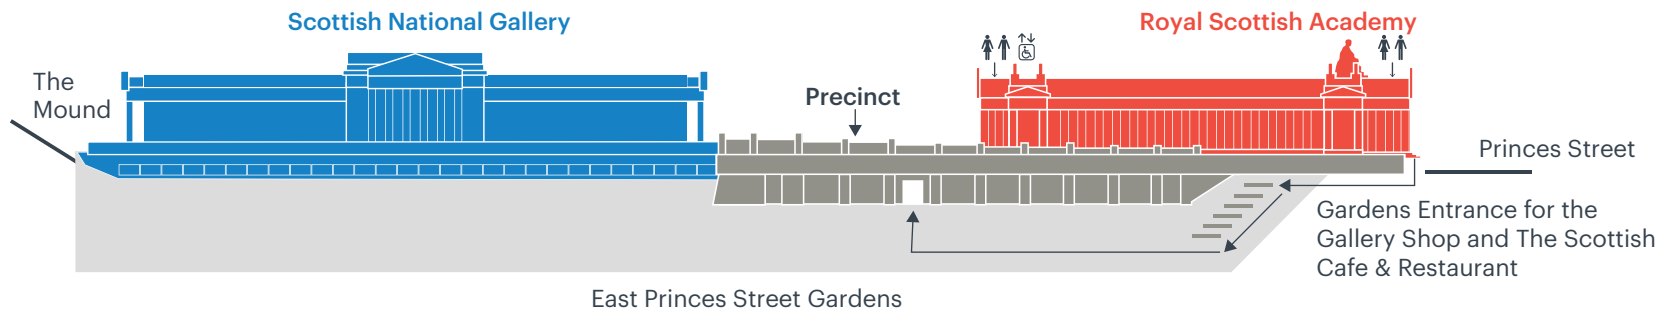 Scottish National Gallery
Royal Scottish Academy
The
Mound
Precinct
Princes Street
Gardens Entrance for the
Gallery Shop and The Scottish
Cafe & Restaurant
East Princes Street Gardens